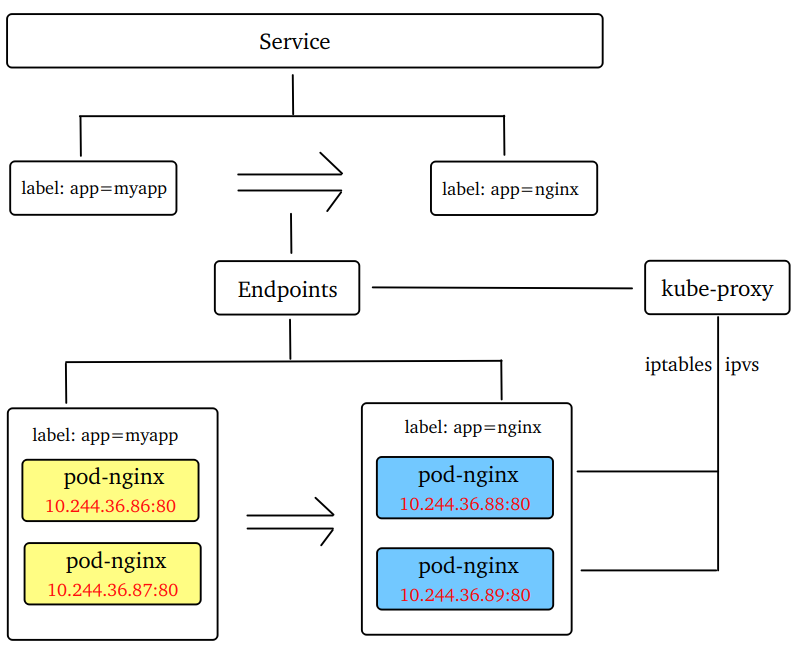 Service
label: app=myapp
label: app=nginx
Endpoints
kube-proxy
iptables
ipvs
label: app=myapp
pod-nginx
10.244.36.86:80
pod-nginx
10.244.36.87:80
label: app=nginx
pod-nginx
10.244.36.88:80
pod-nginx
10.244.36.89:80